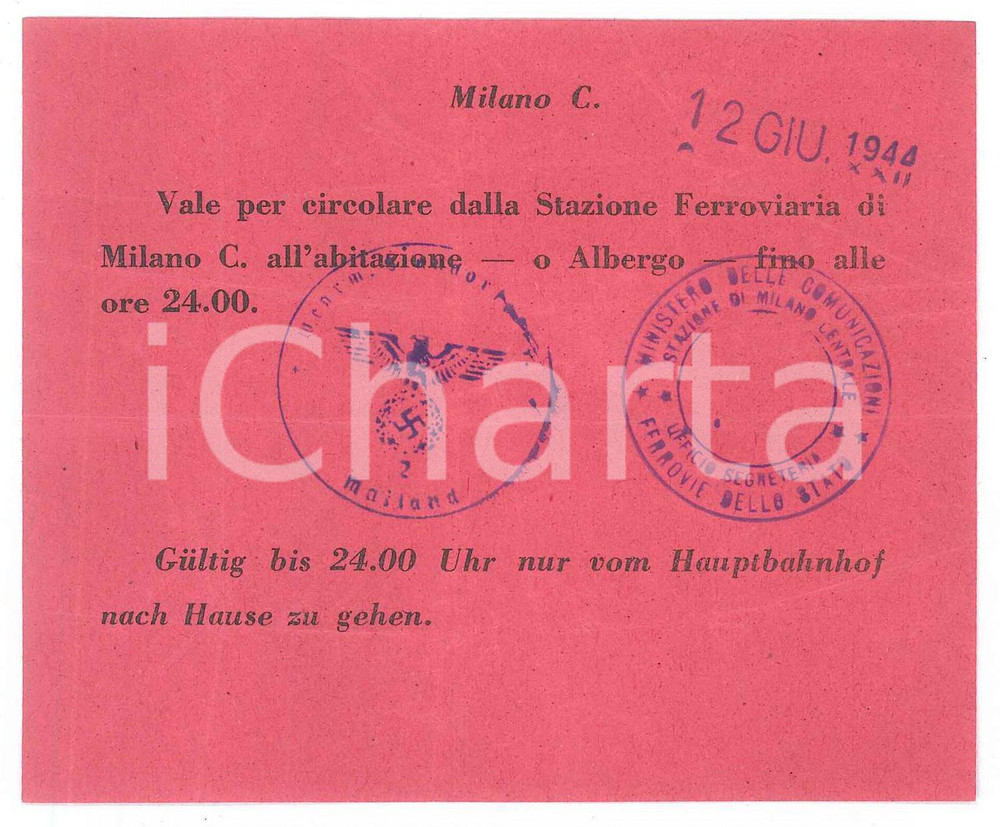 Milano C.
12 GIU. 1944
XXII
Vale per circolare dalla Stazione Ferroviaria di
Milano C. all'abitazione — o Albergo — fino alle
ore 24.00.
MINISTERO DELLE COMUNICAZIONI
STAZIONE DI MILANO CENTRALE
UFFICIO SEGRETERIA
FERROVIE DELLO STATO
2
Mailand
iCharta
Gültig bis 24.00 Uhr nur vom Hauptbahnhof
nach Hause zu gehen.